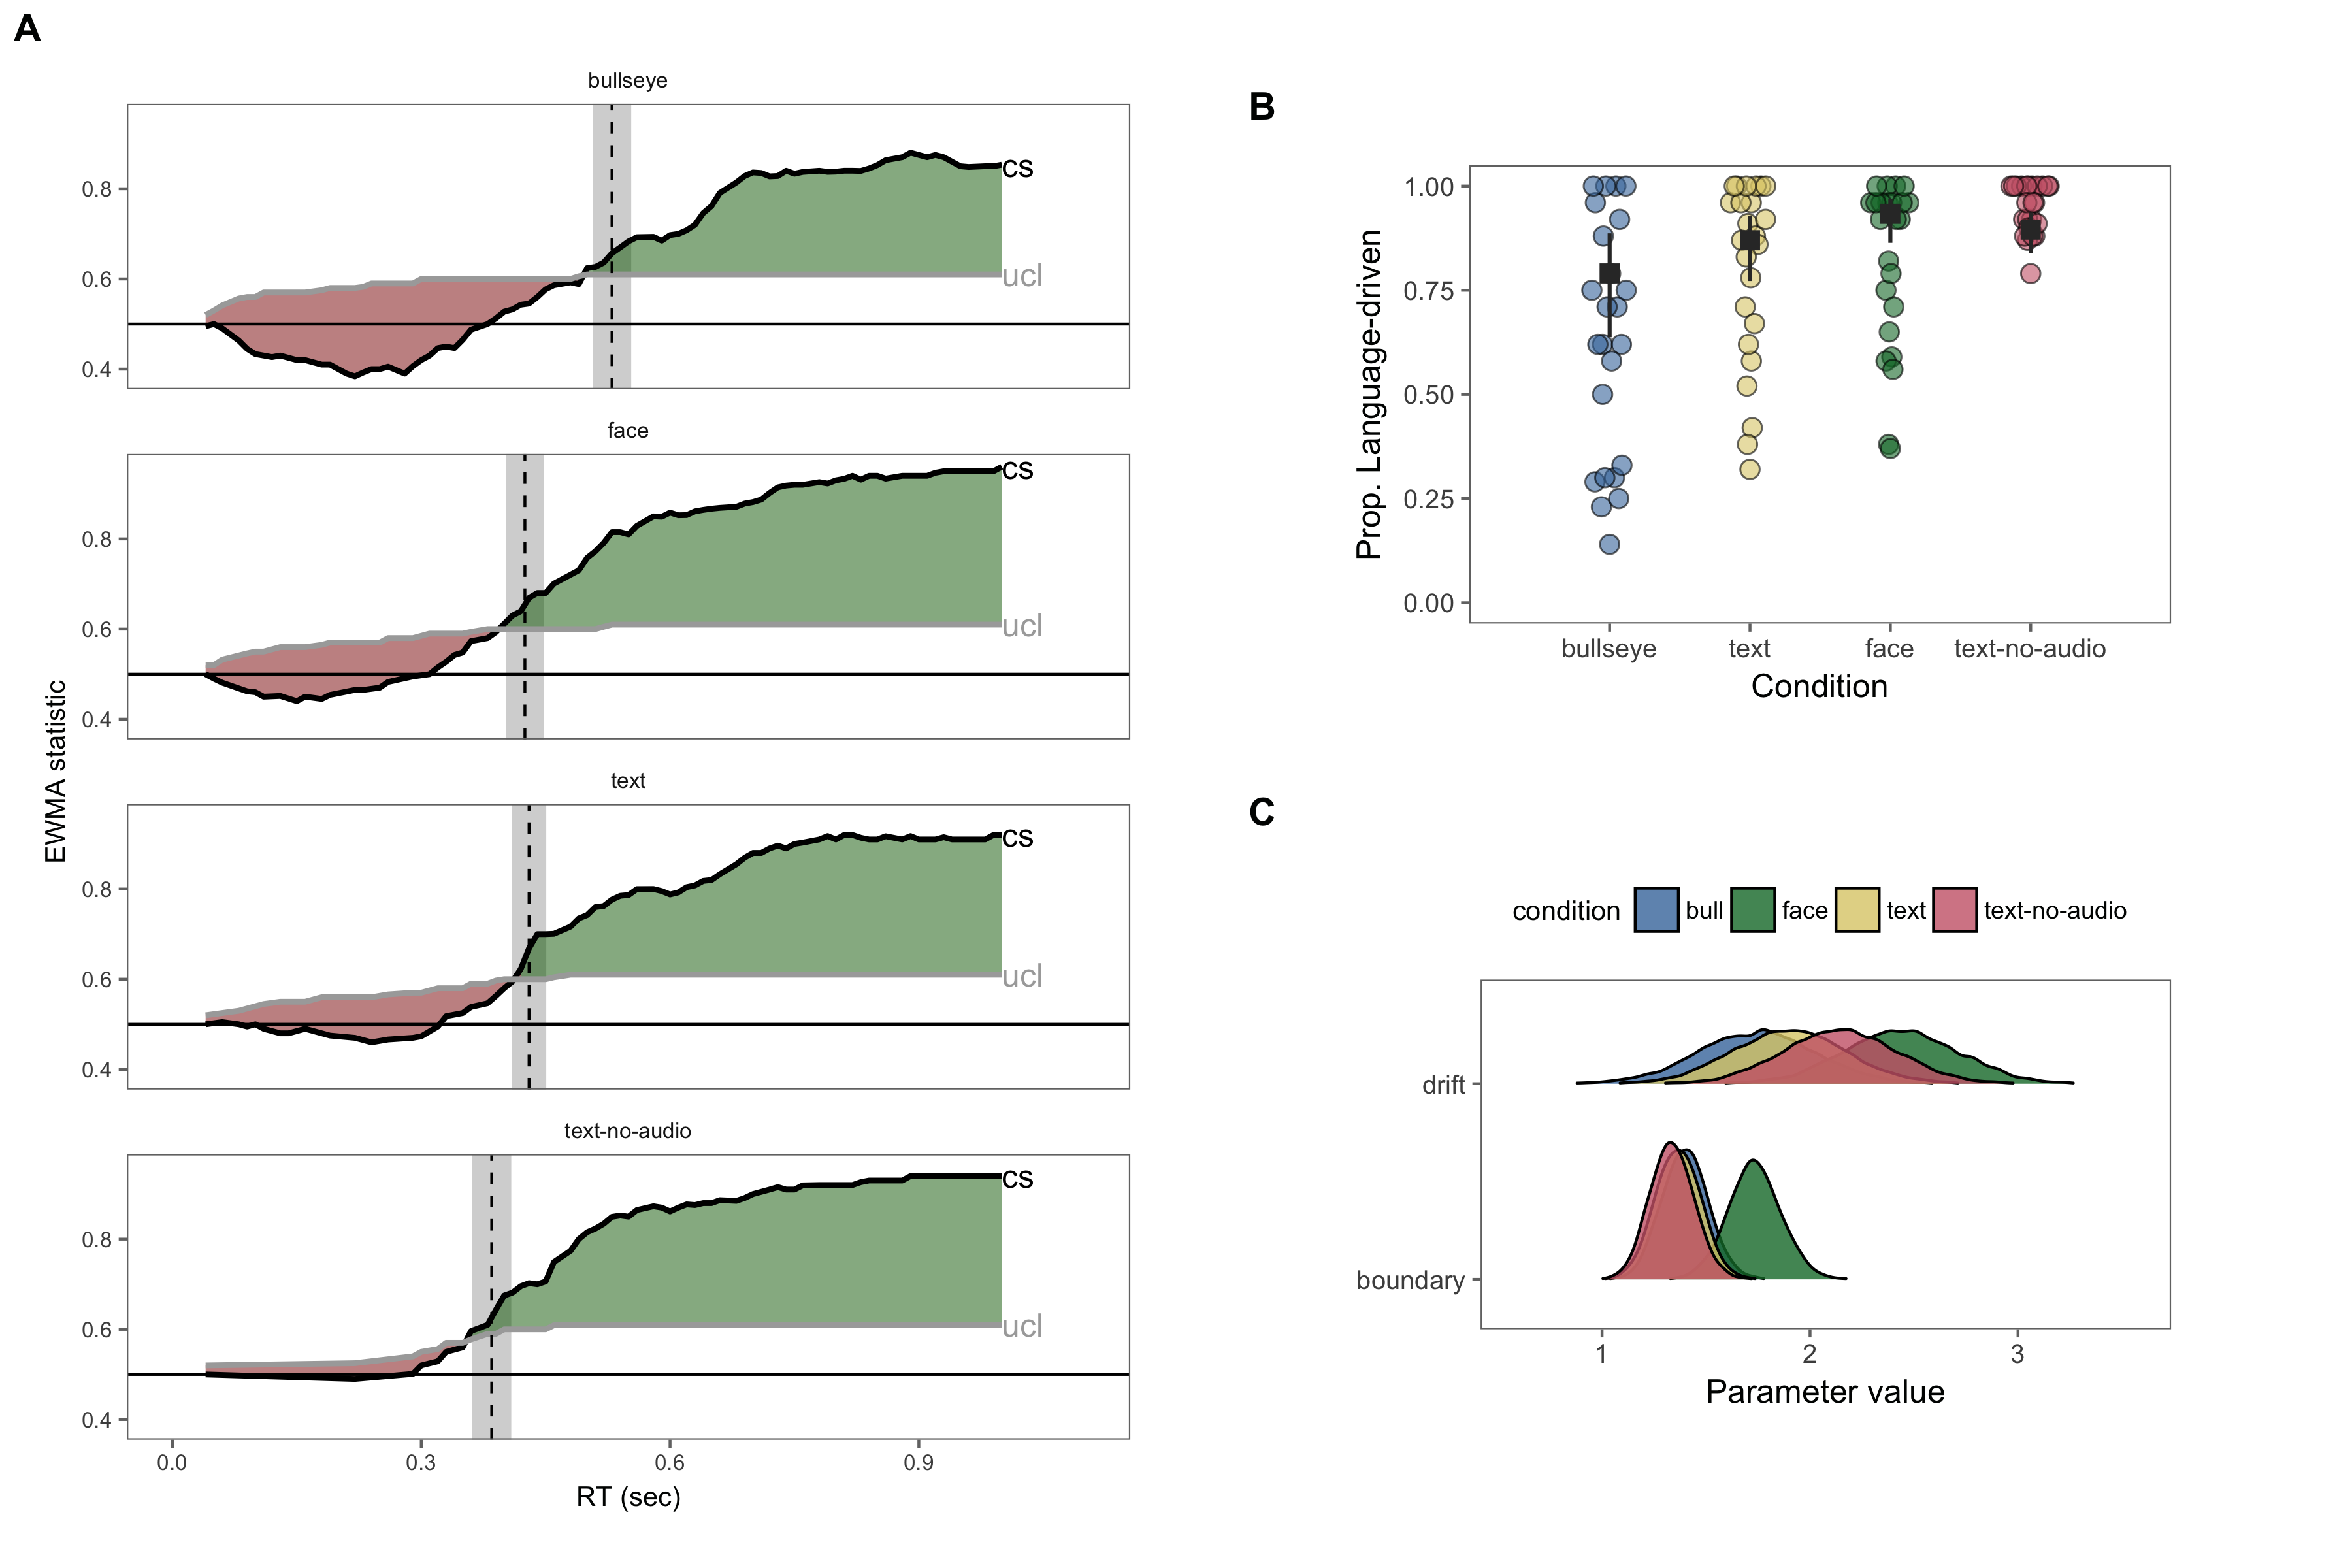 A
bullseye
0.8
0.6
0.4
cs
ucl
face
0.8
0.6
0.4
cs
ucl
text
0.8
0.6
0.4
cs
ucl
text-no-audio
0.8
0.6
0.4
cs
ucl
0.0 0.3 0.6 0.9
RT (sec)
EWMA statistic
B
1.00
0.75
0.50
0.25
0.00
Prop. Language-driven
bullseye text face text-no-audio
Condition
C
condition bull face text text-no-audio
drift
boundary
1 2 3
Parameter value